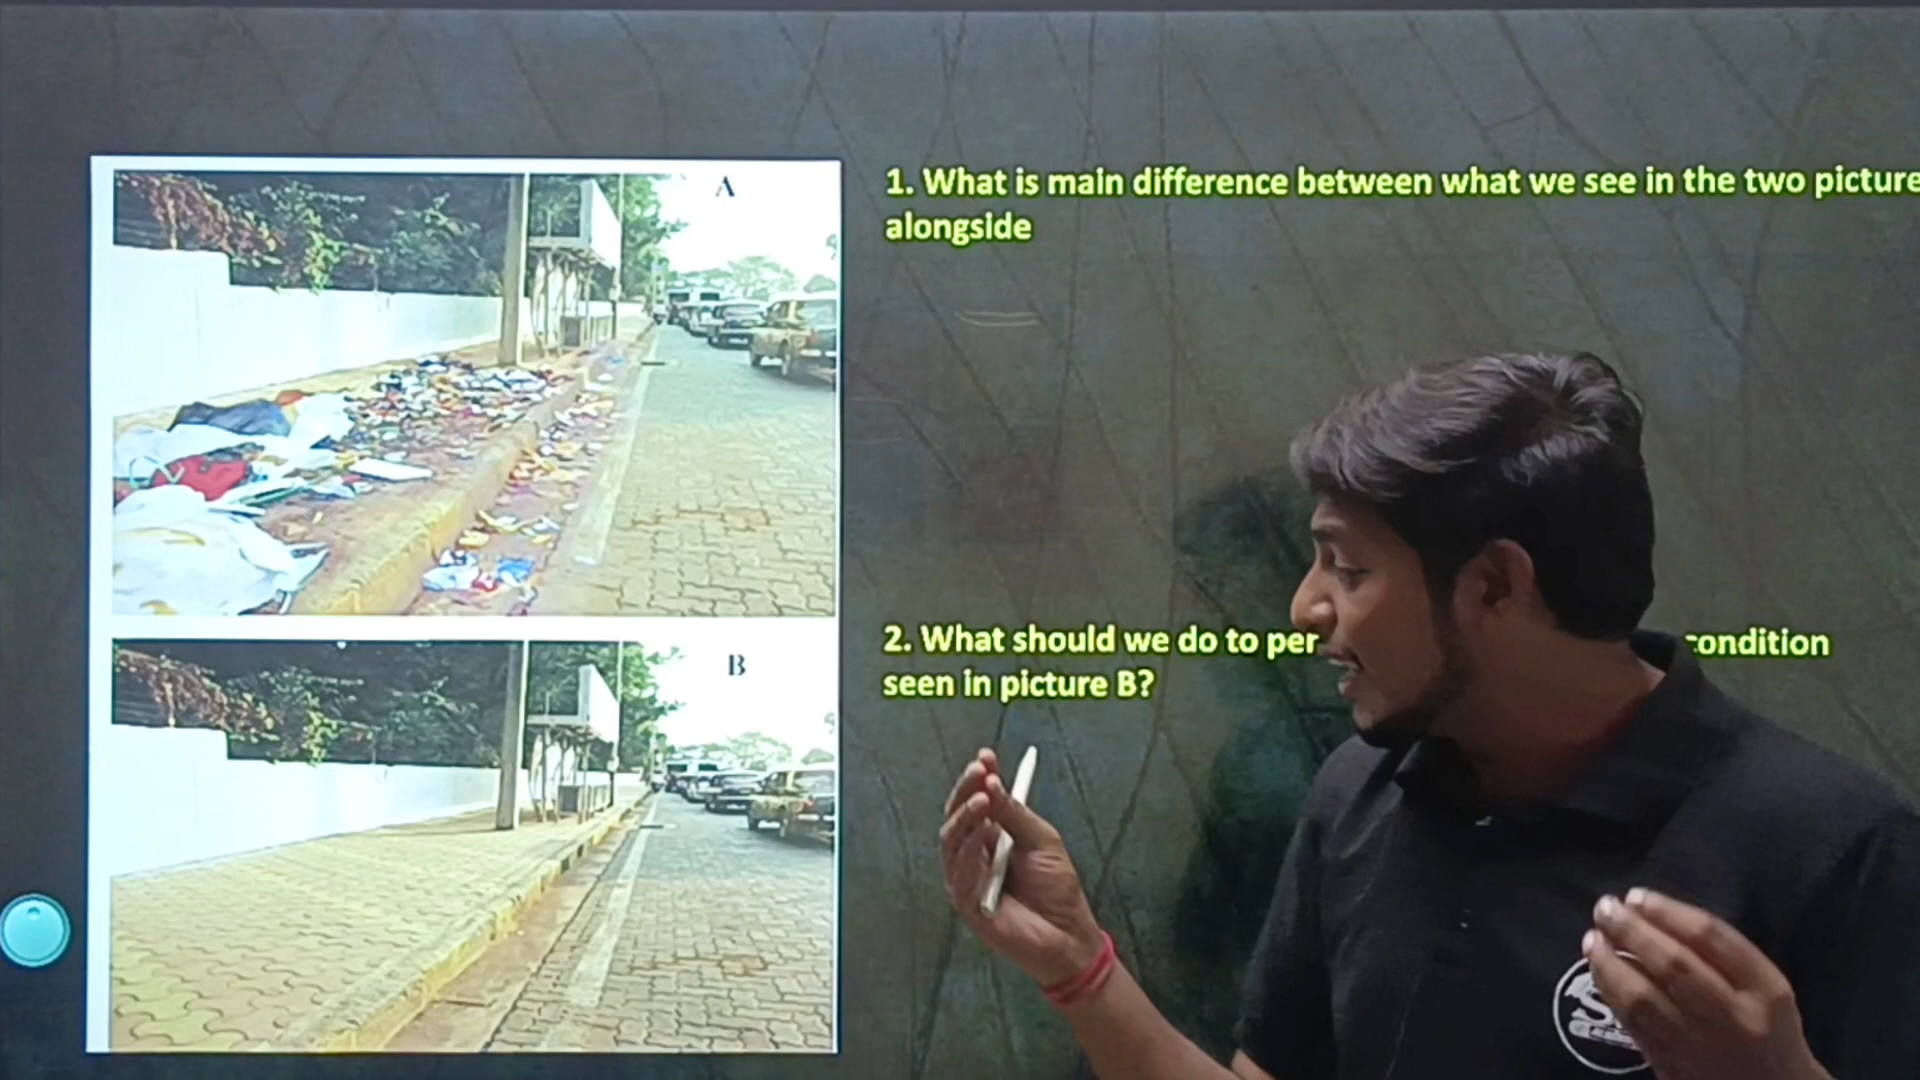 A
1. What is main difference between what we see in the two picture
alongside
2. What should we do to per condition
seen in picture B?
B